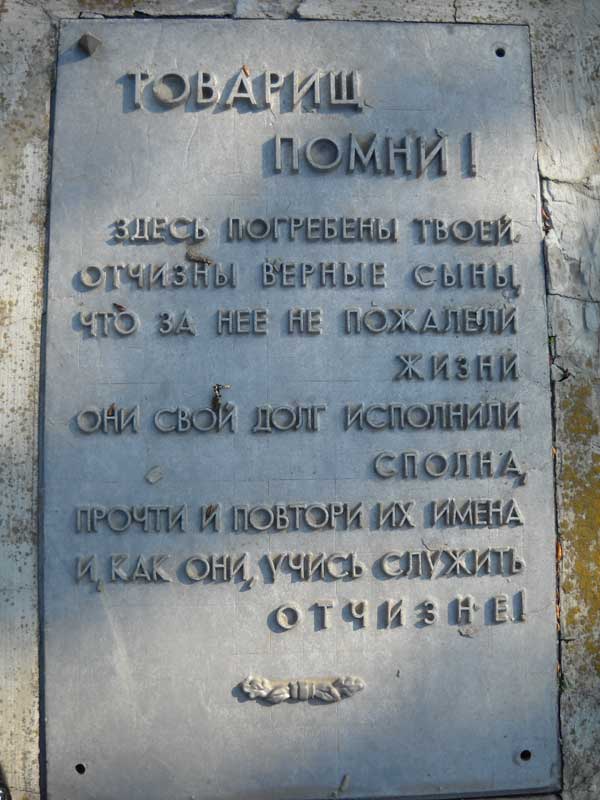 ТОВАРИЩ
ПОМНИ!
ЗДЕСЬ ПОГРЕБЕНЫ ТВОЕЙ
ОТЧИЗНЫ ВЕРНЫЕ СЫНЫ,
ЧТО ЗА НЕЕ НЕ ПОЖАЛЕЛИ
ЖИЗНИ
ОНИ СВОЙ ДОЛГ ИСПОЛНИЛИ
СПОЛНА,
ПРОЧТИ И ПОВТОРИ ИХ ИМЕНА
И, КАК ОНИ, УЧИСЬ СЛУЖИТЬ
ОТЧИЗНЕ!